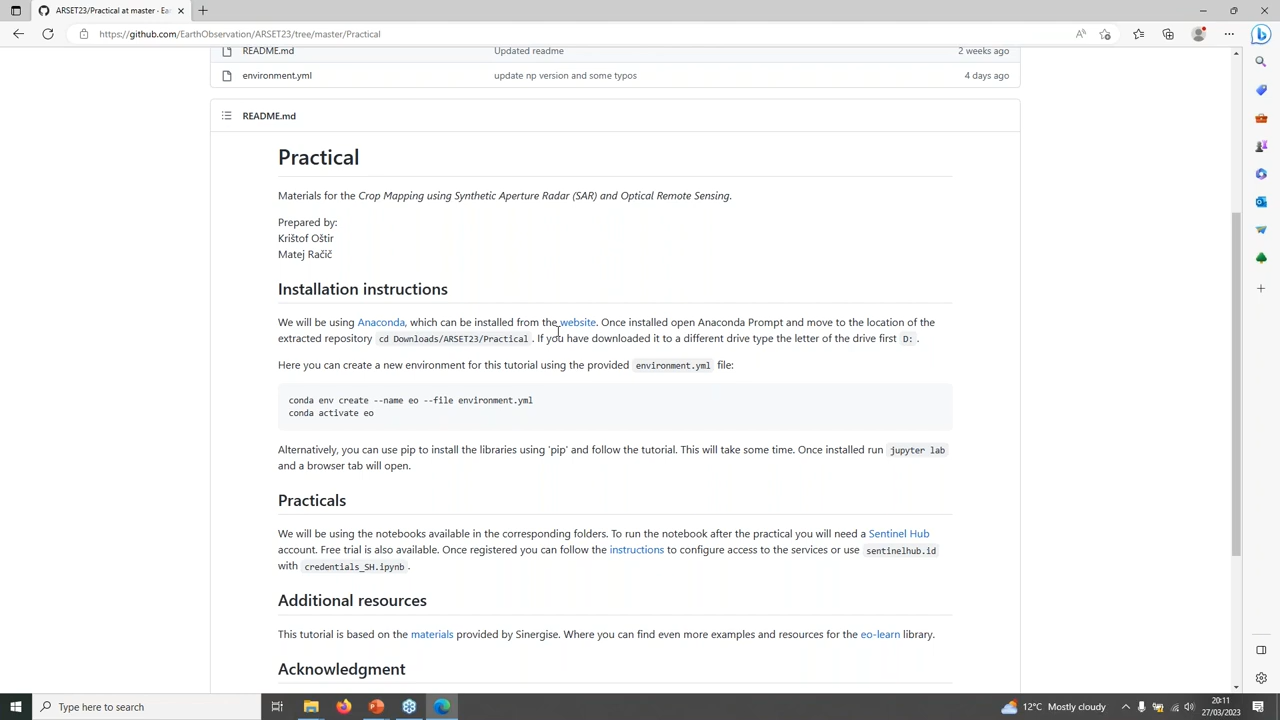 ARSET23/Practical at master · Ea
https://github.com/EarthObservation/ARSET23/tree/master/Practical
README.md Updated readme 2 weeks ago
environment.yml update np version and some typos 4 days ago
README.md
Practical
Materials for the Crop Mapping using Synthetic Aperture Radar (SAR) and Optical Remote Sensing.
Prepared by:
Krištof Oštir
Matej Račič
Installation instructions
We will be using Anaconda, which can be installed from the website. Once installed open Anaconda Prompt and move to the location of the
extracted repository cd Downloads/ARSET23/Practical . If you have downloaded it to a different drive type the letter of the drive first D: .
Here you can create a new environment for this tutorial using the provided environment.yml file:
conda env create --name eo --file environment.yml
conda activate eo
Alternatively, you can use pip to install the libraries using 'pip' and follow the tutorial. This will take some time. Once installed run jupyter lab
and a browser tab will open.
Practicals
We will be using the notebooks available in the corresponding folders. To run the notebook after the practical you will need a Sentinel Hub
account. Free trial is also available. Once registered you can follow the instructions to configure access to the services or use sentinelhub.id
with credentials_SH.ipynb .
Additional resources
This tutorial is based on the materials provided by Sinergise. Where you can find even more examples and resources for the eo-learn library.
Acknowledgment
Type here to search
12°C Mostly cloudy
20:11
27/03/2023